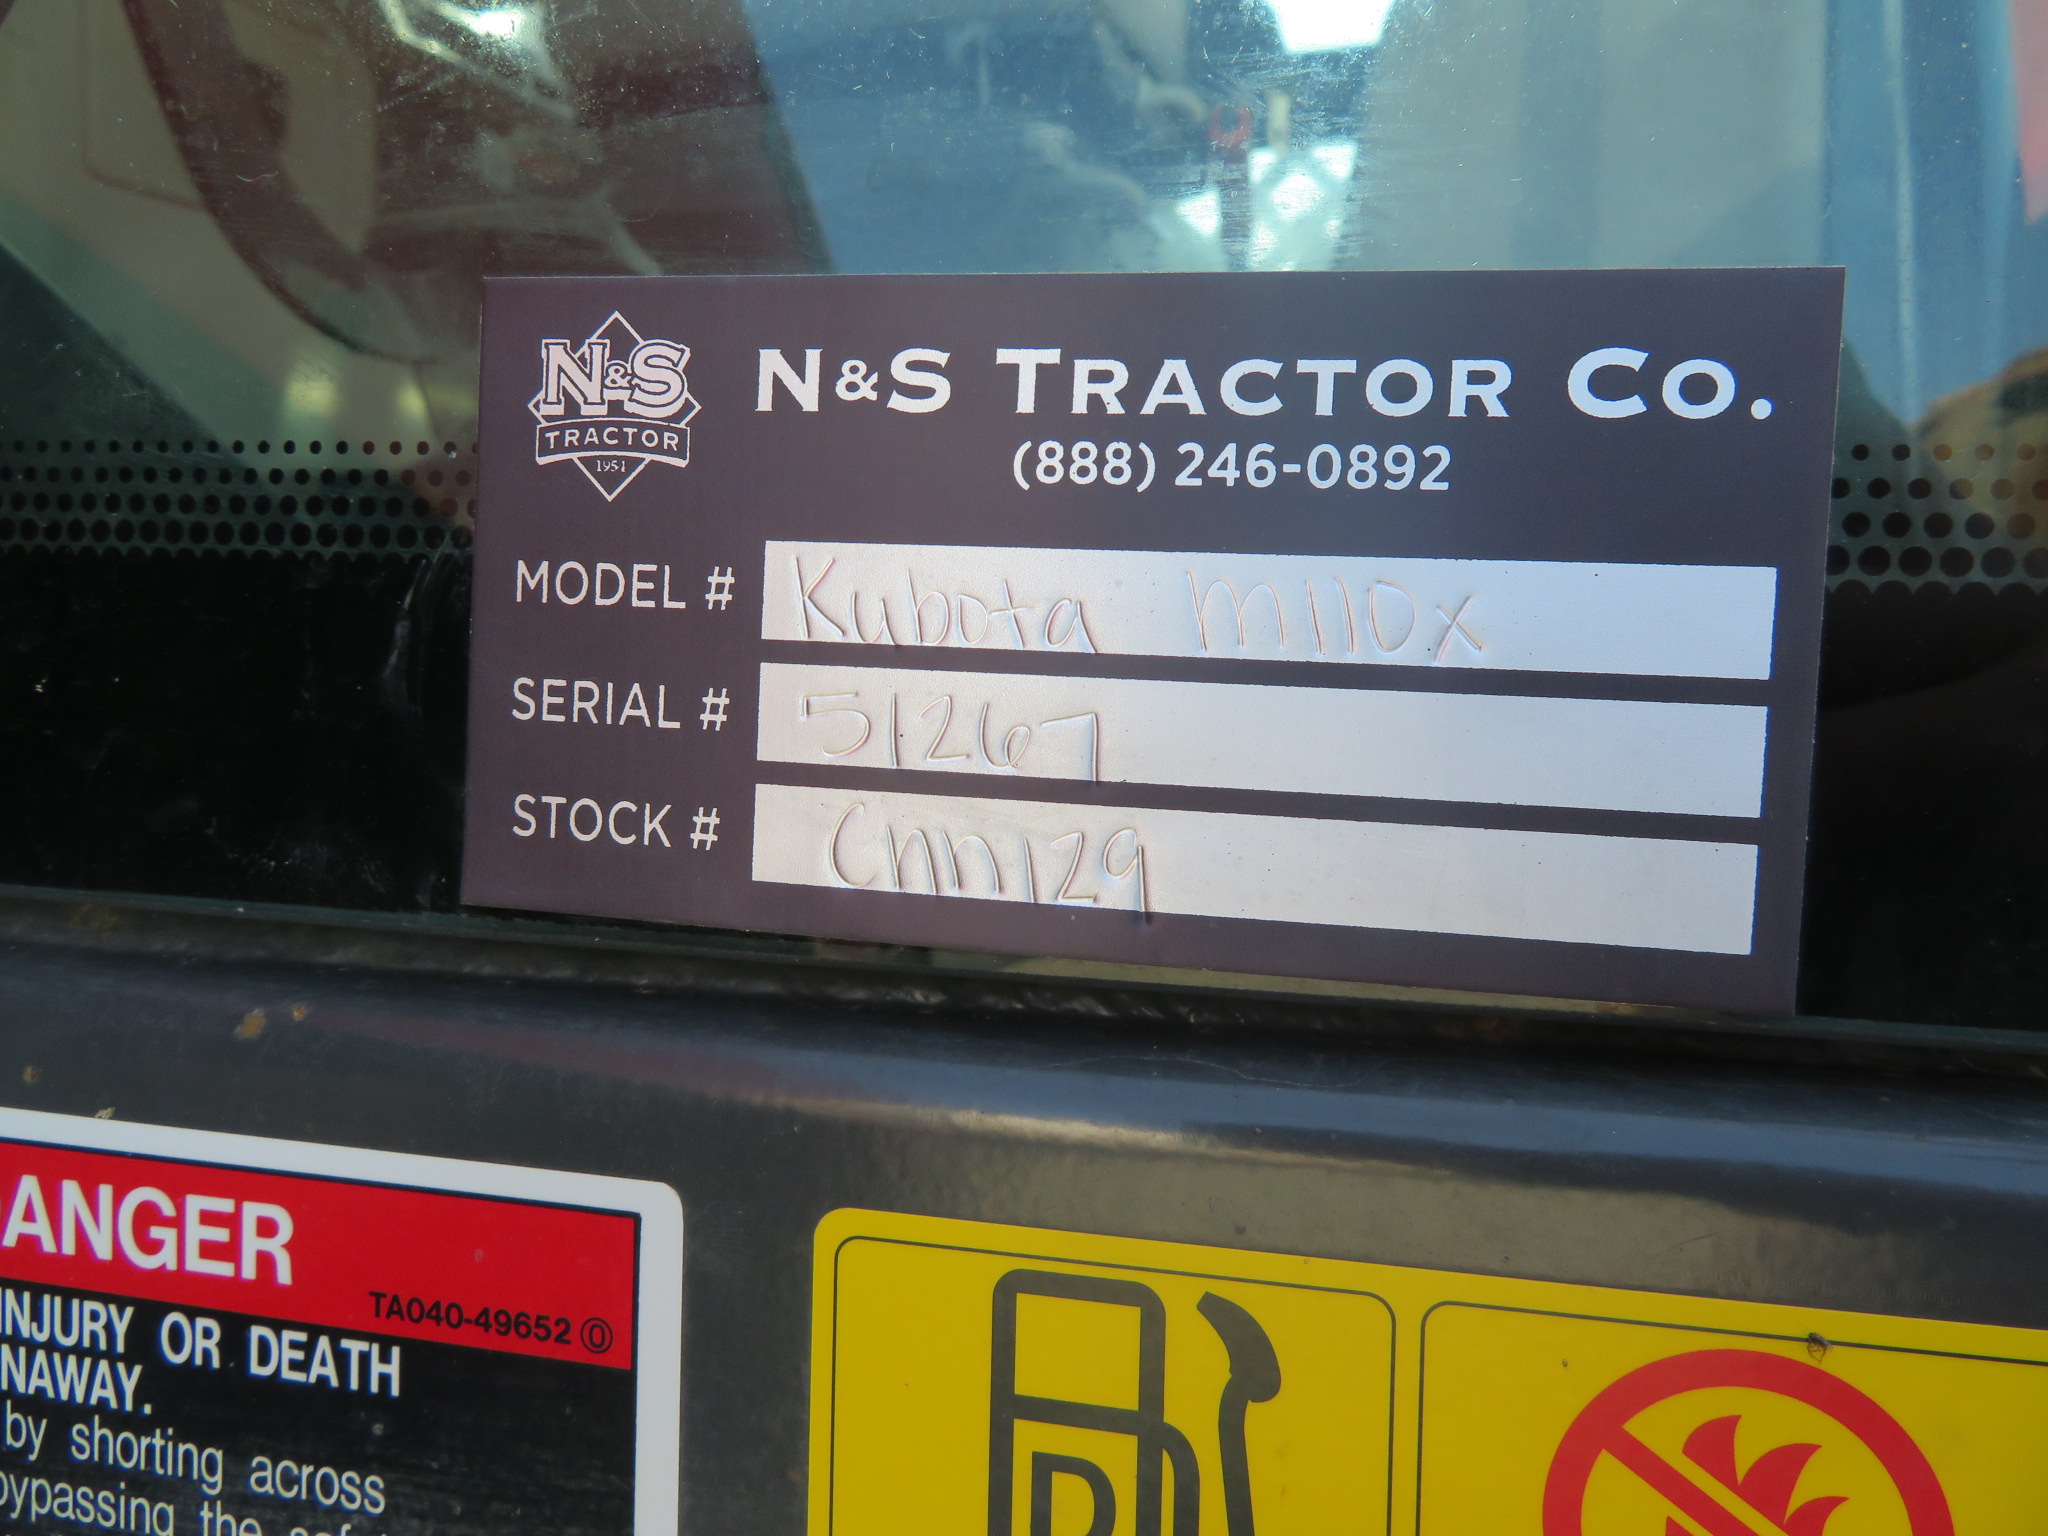 N&S
TRACTOR
1951
N&S TRACTOR CO.
(888) 246-0892
MODEL # Kubota M110x
SERIAL # 51267
STOCK # Cnn129
DANGER
TA040-49652
INJURY OR DEATH
NAWAY.
by shorting across
bypassing the
D